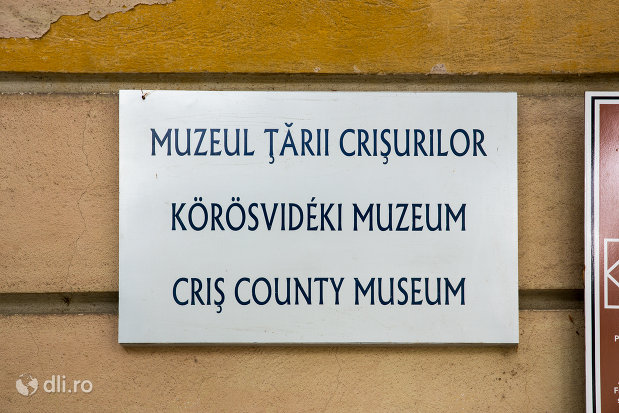 MUZEUL ŢĂRII CRIŞURILOR
KÖRÖSVIDÉKI MUZEUM
CRIŞ COUNTY MUSEUM
dli.ro